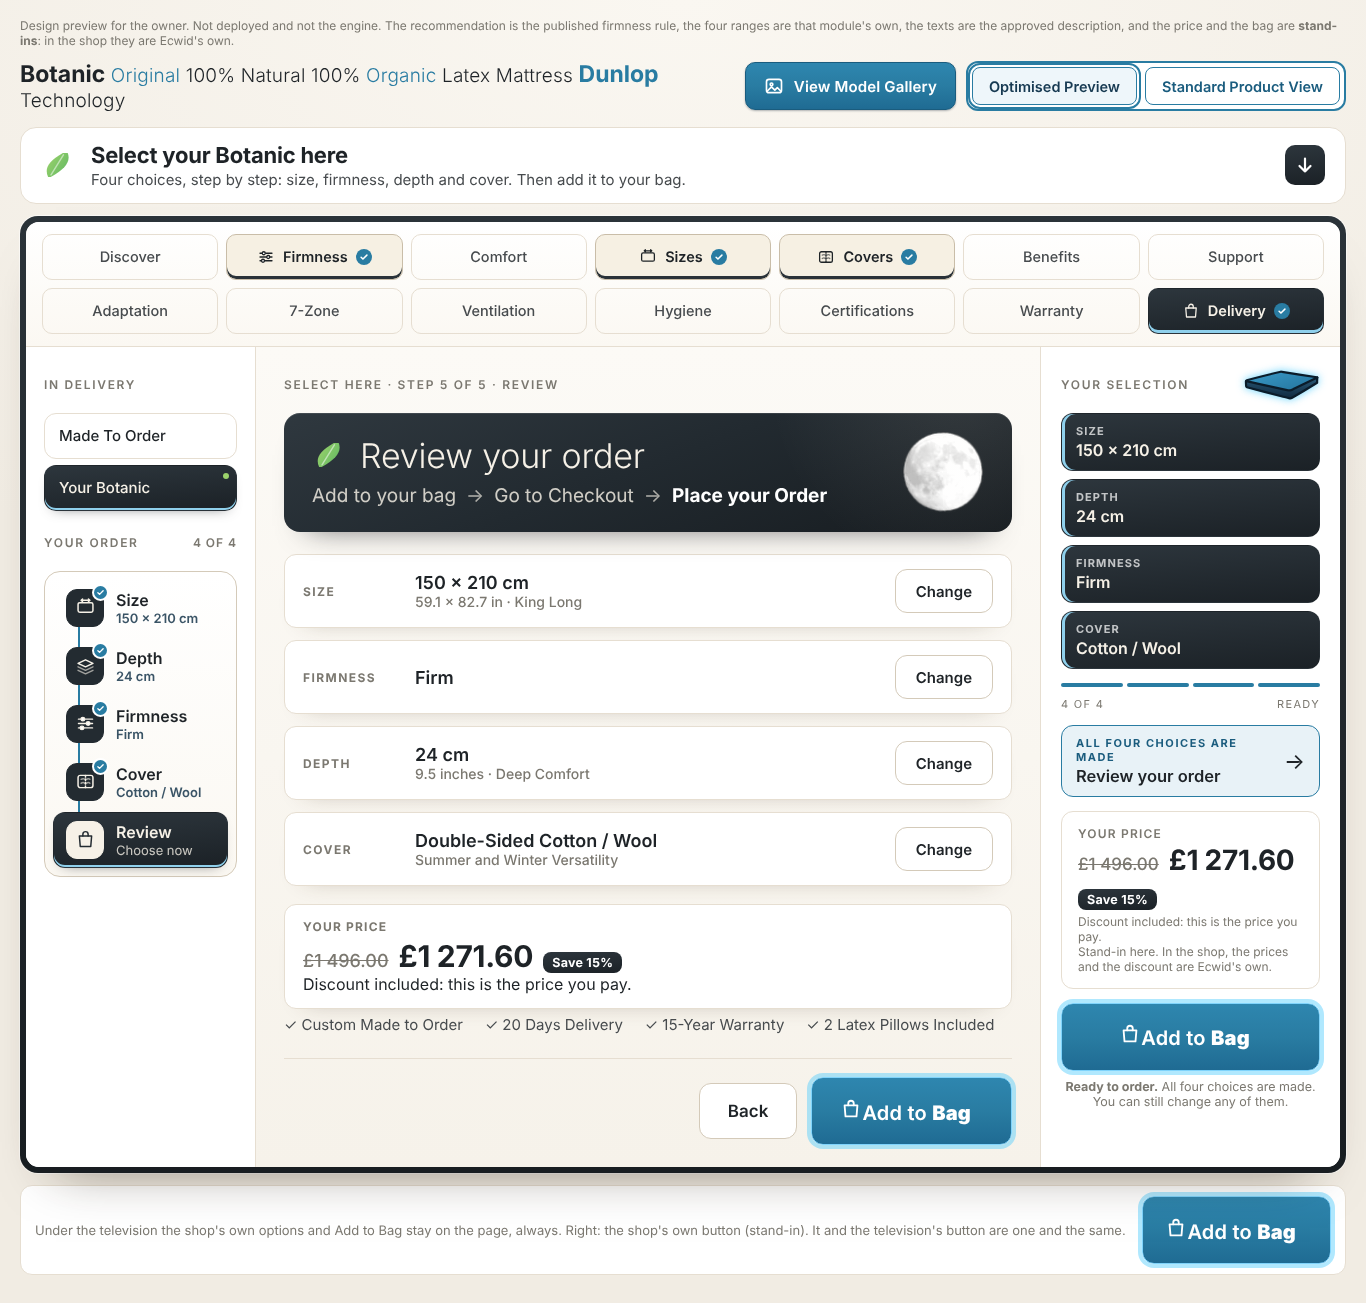 Design preview for the owner. Not deployed and not the engine. The recommendation is the published firmness rule, the four ranges are that module's own, the texts are the approved description, and the price and the bag are stand-
ins: in the shop they are Ecwid's own.
Botanic Original 100% Natural 100% Organic Latex Mattress Dunlop
Technology
View Model Gallery
Optimised Preview
Standard Product View
Select your Botanic here
Four choices, step by step: size, firmness, depth and cover. Then add it to your bag.
Discover
Firmness
Comfort
Sizes
Covers
Benefits
Support
Adaptation
7-Zone
Ventilation
Hygiene
Certifications
Warranty
Delivery
IN DELIVERY
Made To Order
Your Botanic
YOUR ORDER
4 OF 4
Size
150 × 210 cm
Depth
24 cm
Firmness
Firm
Cover
Cotton / Wool
Review
Choose now
SELECT HERE · STEP 5 OF 5 · REVIEW
Review your order
Add to your bag → Go to Checkout → Place your Order
SIZE
150 × 210 cm
59.1 × 82.7 in · King Long
Change
FIRMNESS
Firm
Change
DEPTH
24 cm
9.5 inches · Deep Comfort
Change
COVER
Double-Sided Cotton / Wool
Summer and Winter Versatility
Change
YOUR PRICE
£1 496.00 £1 271.60 Save 15%
Discount included: this is the price you pay.
✓ Custom Made to Order ✓ 20 Days Delivery ✓ 15-Year Warranty ✓ 2 Latex Pillows Included
Back
Add to Bag
YOUR SELECTION
SIZE
150 × 210 cm
DEPTH
24 cm
FIRMNESS
Firm
COVER
Cotton / Wool
4 OF 4
READY
ALL FOUR CHOICES ARE
MADE
Review your order
YOUR PRICE
£1 496.00 £1 271.60
Save 15%
Discount included: this is the price you
pay.
Stand-in here. In the shop, the prices
and the discount are Ecwid's own.
Add to Bag
Ready to order. All four choices are made.
You can still change any of them.
Under the television the shop's own options and Add to Bag stay on the page, always. Right: the shop's own button (stand-in). It and the television's button are one and the same.
Add to Bag